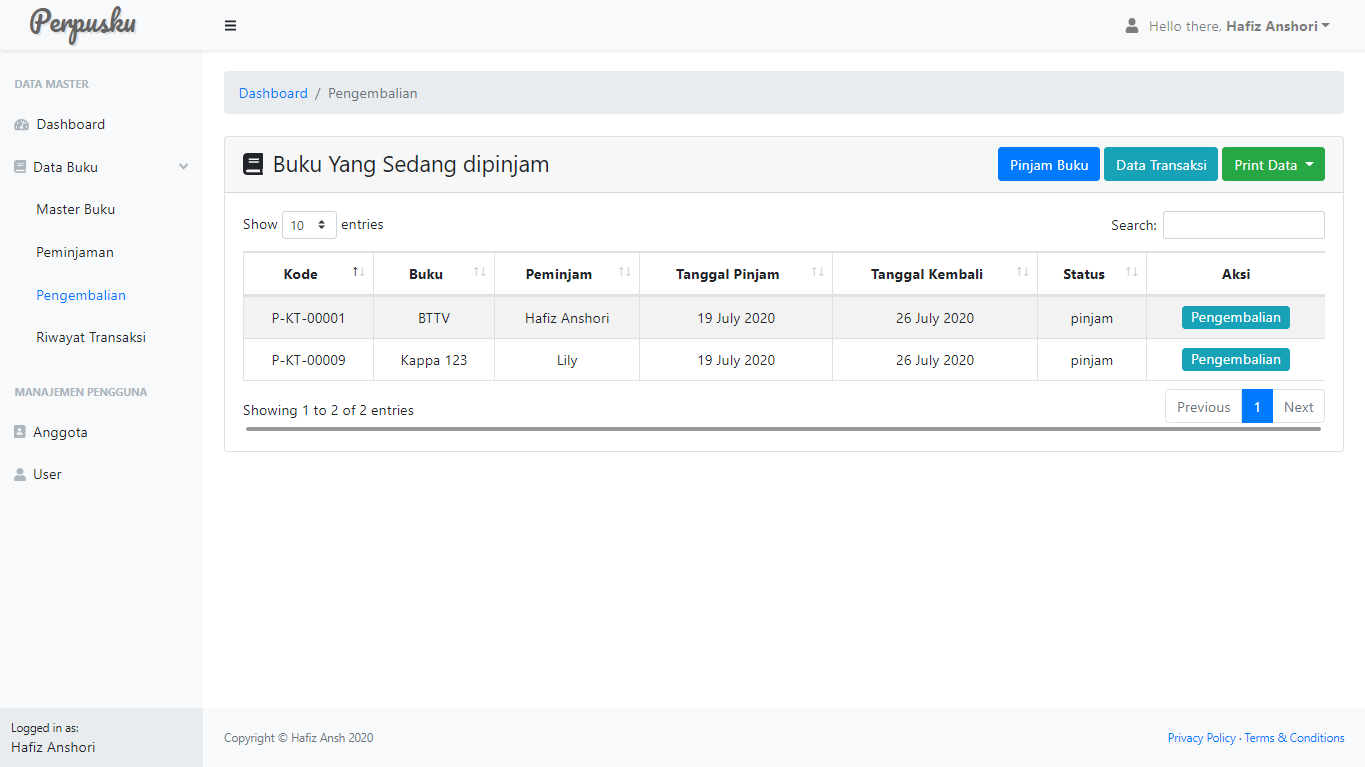 Perpusku
Hello there, Hafiz Anshori
DATA MASTER
Dashboard
Data Buku
Master Buku
Peminjaman
Pengembalian
Riwayat Transaksi
MANAJEMEN PENGGUNA
Anggota
User
Logged in as:
Hafiz Anshori
Dashboard / Pengembalian
Buku Yang Sedang dipinjam
Pinjam Buku Data Transaksi Print Data
Show 10 entries Search:
Kode Buku Peminjam Tanggal Pinjam Tanggal Kembali Status Aksi
P-KT-00001 BTTV Hafiz Anshori 19 July 2020 26 July 2020 pinjam Pengembalian
P-KT-00009 Kappa 123 Lily 19 July 2020 26 July 2020 pinjam Pengembalian
Showing 1 to 2 of 2 entries Previous 1 Next
Copyright © Hafiz Ansh 2020 Privacy Policy · Terms & Conditions